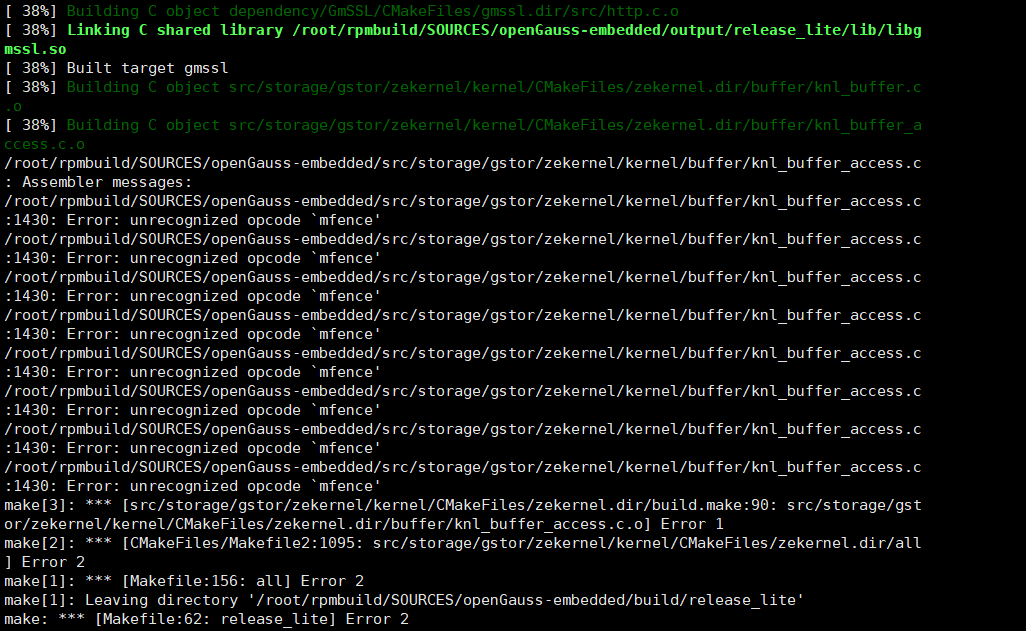 [ 38%] Building C object dependency/GmSSL/CMakeFiles/gmssl.dir/src/http.c.o
[ 38%] Linking C shared library /root/rpmbuild/SOURCES/openGauss-embedded/output/release_lite/lib/libg
mssl.so
[ 38%] Built target gmssl
[ 38%] Building C object src/storage/gstor/zekernel/kernel/CMakeFiles/zekernel.dir/buffer/knl_buffer.c
.o
[ 38%] Building C object src/storage/gstor/zekernel/kernel/CMakeFiles/zekernel.dir/buffer/knl_buffer_a
ccess.c.o
/root/rpmbuild/SOURCES/openGauss-embedded/src/storage/gstor/zekernel/kernel/buffer/knl_buffer_access.c
: Assembler messages:
/root/rpmbuild/SOURCES/openGauss-embedded/src/storage/gstor/zekernel/kernel/buffer/knl_buffer_access.c
:1430: Error: unrecognized opcode `mfence'
/root/rpmbuild/SOURCES/openGauss-embedded/src/storage/gstor/zekernel/kernel/buffer/knl_buffer_access.c
:1430: Error: unrecognized opcode `mfence'
/root/rpmbuild/SOURCES/openGauss-embedded/src/storage/gstor/zekernel/kernel/buffer/knl_buffer_access.c
:1430: Error: unrecognized opcode `mfence'
/root/rpmbuild/SOURCES/openGauss-embedded/src/storage/gstor/zekernel/kernel/buffer/knl_buffer_access.c
:1430: Error: unrecognized opcode `mfence'
/root/rpmbuild/SOURCES/openGauss-embedded/src/storage/gstor/zekernel/kernel/buffer/knl_buffer_access.c
:1430: Error: unrecognized opcode `mfence'
/root/rpmbuild/SOURCES/openGauss-embedded/src/storage/gstor/zekernel/kernel/buffer/knl_buffer_access.c
:1430: Error: unrecognized opcode `mfence'
/root/rpmbuild/SOURCES/openGauss-embedded/src/storage/gstor/zekernel/kernel/buffer/knl_buffer_access.c
:1430: Error: unrecognized opcode `mfence'
/root/rpmbuild/SOURCES/openGauss-embedded/src/storage/gstor/zekernel/kernel/buffer/knl_buffer_access.c
:1430: Error: unrecognized opcode `mfence'
make[3]: *** [src/storage/gstor/zekernel/kernel/CMakeFiles/zekernel.dir/build.make:90: src/storage/gst
or/zekernel/kernel/CMakeFiles/zekernel.dir/buffer/knl_buffer_access.c.o] Error 1
make[2]: *** [CMakeFiles/Makefile2:1095: src/storage/gstor/zekernel/kernel/CMakeFiles/zekernel.dir/all
] Error 2
make[1]: *** [Makefile:156: all] Error 2
make[1]: Leaving directory '/root/rpmbuild/SOURCES/openGauss-embedded/build/release_lite'
make: *** [Makefile:62: release_lite] Error 2